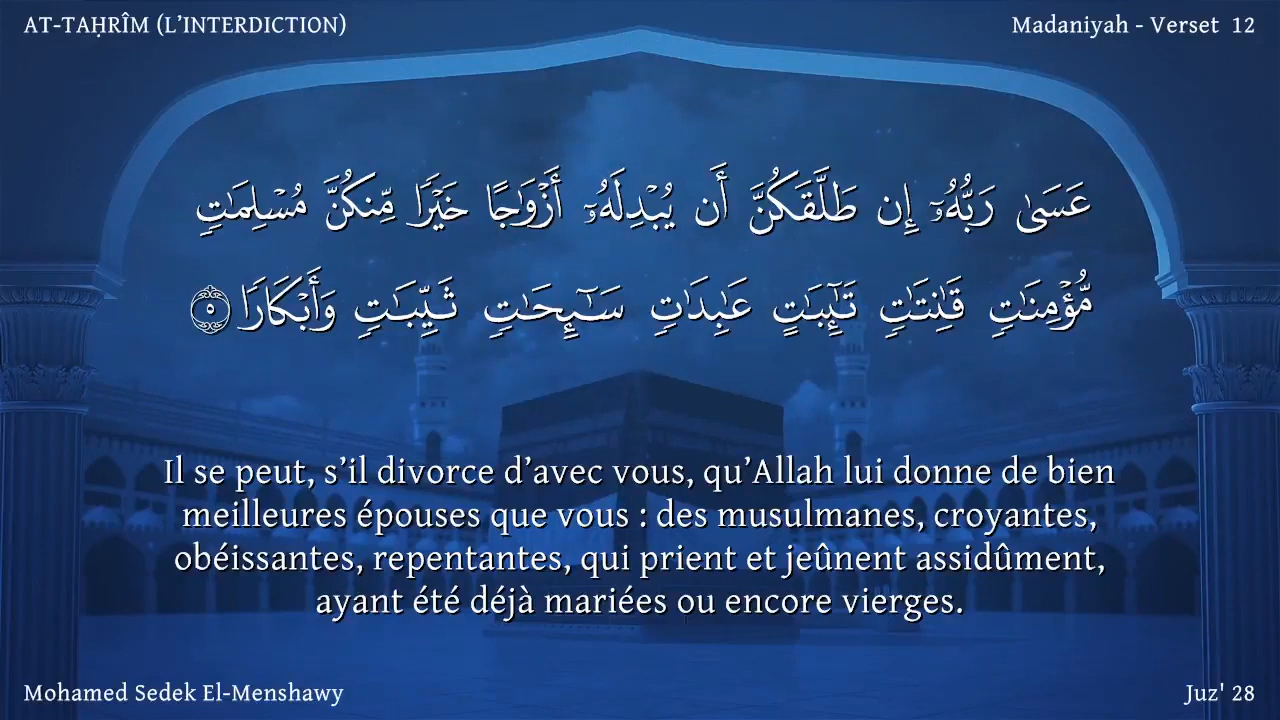 AT-TAḤRÎM (L’INTERDICTION)
Madaniyah - Verset 12
عَسَىٰ رَبُّهُۥٓ إِن طَلَّقَكُنَّ أَن يُبْدِلَهُۥٓ أَزْوَٰجًا خَيْرًۭا مِّنكُنَّ مُسْلِمَٰتٍۢ
مُّؤْمِنَٰتٍۢ قَٰنِتَٰتٍۢ تَٰٓئِبَٰتٍ عَٰبِدَٰتٍۢ سَٰٓئِحَٰتٍۢ ثَيِّبَٰتٍۢ وَأَبْكَارًۭا ٥
Il se peut, s’il divorce d’avec vous, qu’Allah lui donne de bien
meilleures épouses que vous : des musulmanes, croyantes,
obéissantes, repentantes, qui prient et jeûnent assidûment,
ayant été déjà mariées ou encore vierges.
Mohamed Sedek El-Menshawy
Juz' 28